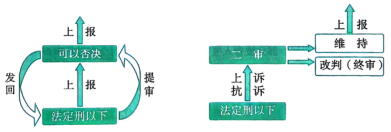 上报
可以否决
发回
上报
提审
法定刑以下
上报
二审
维持
改判（终审）
上诉
抗诉
法定刑以下